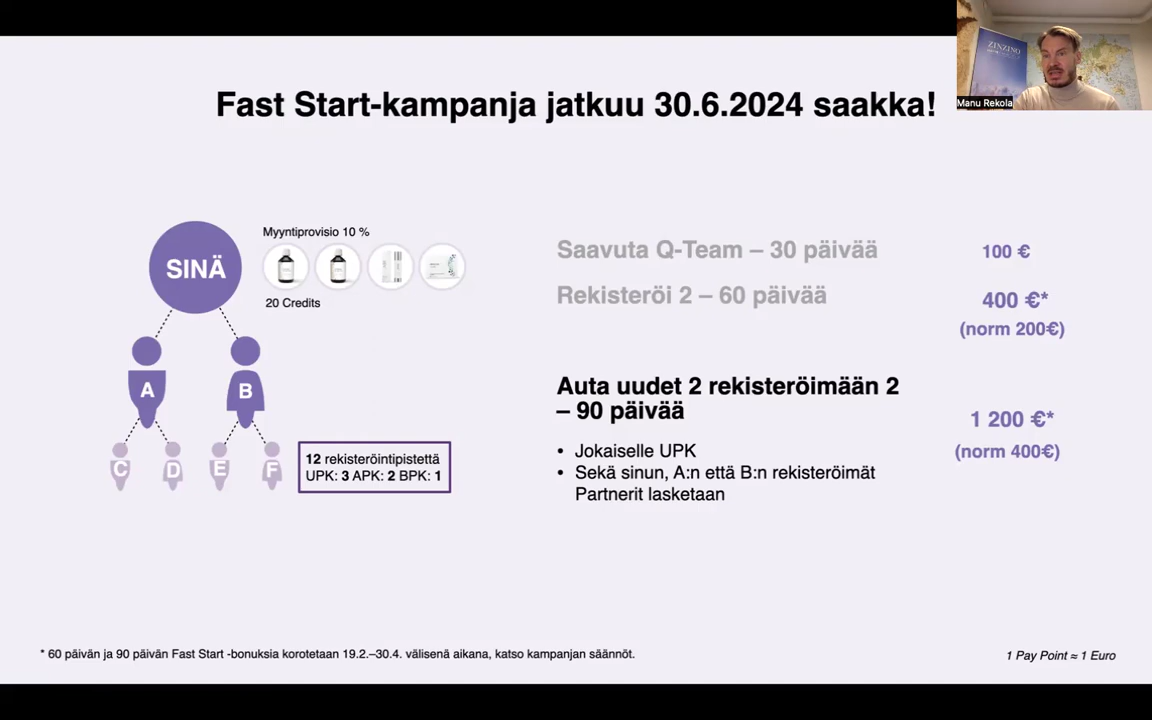 ZINZINO
Manu Rekola
Fast Start-kampanja jatkuu 30.6.2024 saakka!
SINÄ
Myyntiprovisio 10 %
20 Credits
A
B
C
D
E
F
12 rekisteröintipistettä
UPK: 3 APK: 2 BPK: 1
Saavuta Q-Team – 30 päivää
100 €
Rekisteröi 2 – 60 päivää
400 €*
(norm 200€)
Auta uudet 2 rekisteröimään 2
– 90 päivää
1 200 €*
(norm 400€)
• Jokaiselle UPK
• Sekä sinun, A:n että B:n rekisteröimät
Partnerit lasketaan
* 60 päivän ja 90 päivän Fast Start -bonuksia korotetaan 19.2.–30.4. välisenä aikana, katso kampanjan säännöt.
1 Pay Point ≈ 1 Euro